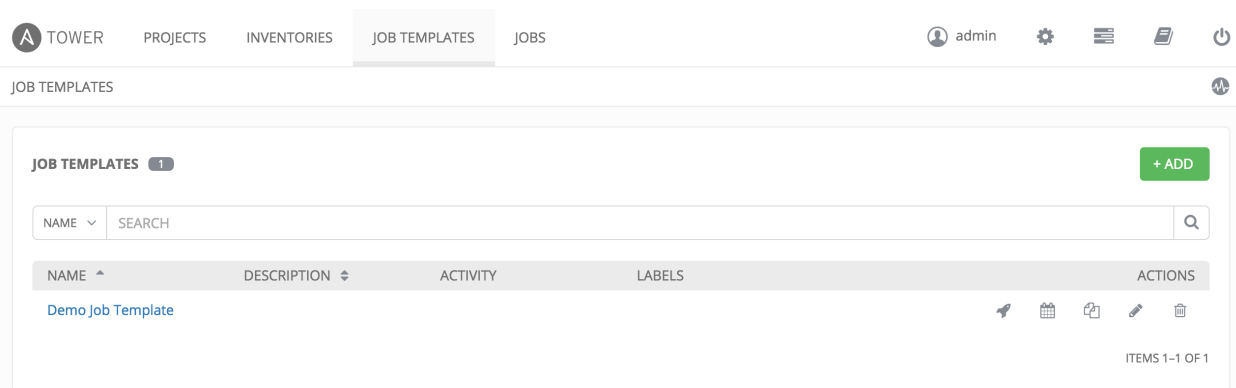 A TOWER PROJECTS INVENTORIES JOB TEMPLATES JOBS admin
JOB TEMPLATES
JOB TEMPLATES 1 + ADD
NAME SEARCH
NAME DESCRIPTION ACTIVITY LABELS ACTIONS
Demo Job Template
ITEMS 1–1 OF 1